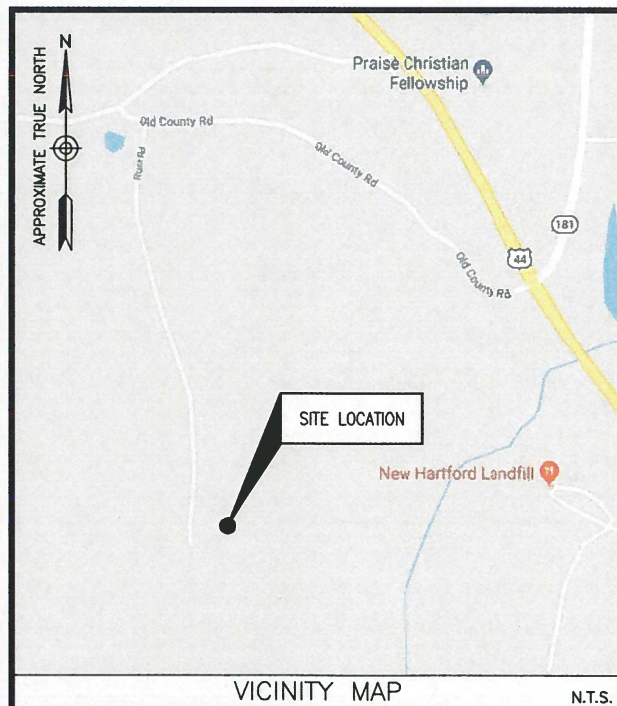 N
APPROXIMATE TRUE NORTH
Praise Christian
Fellowship
Old County Rd
Old County Rd
Old County Rd
Rust Rd
181
44
SITE LOCATION
New Hartford Landfill
VICINITY MAP
N.T.S.